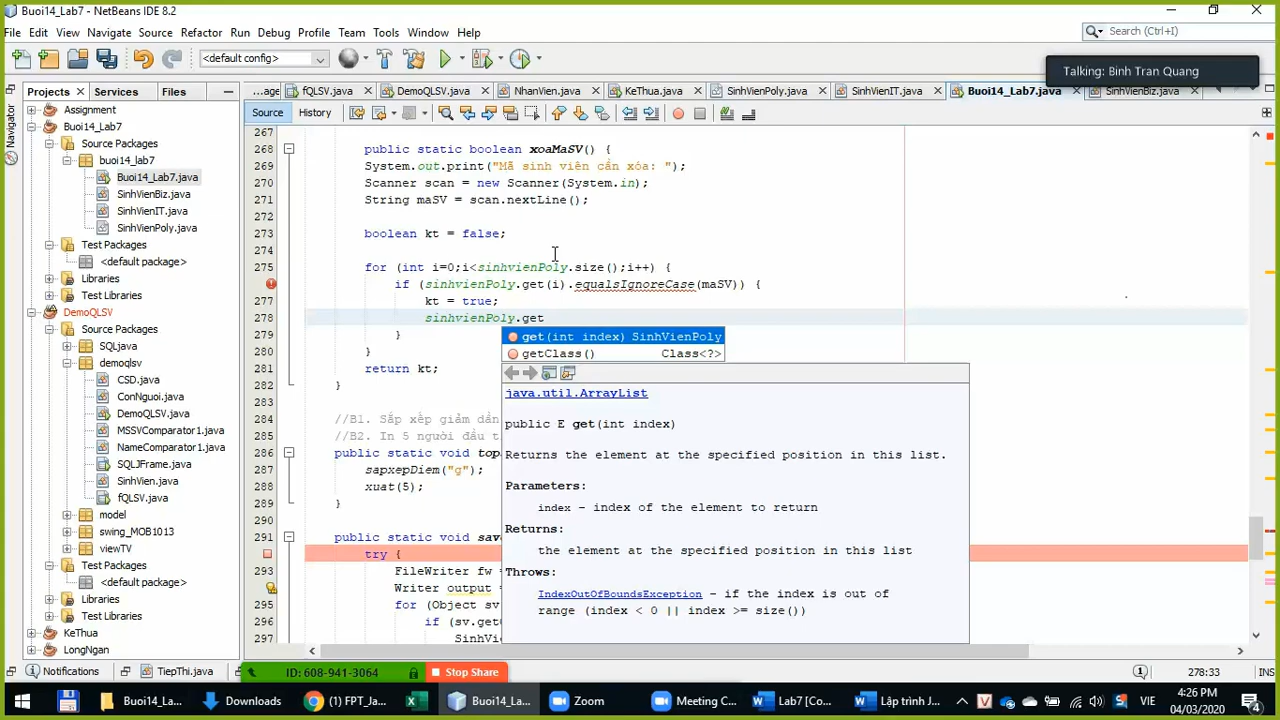 Buoi14_Lab7 - NetBeans IDE 8.2
File Edit View Navigate Source Refactor Run Debug Profile Team Tools Window Help
Search (Ctrl+I)
<default config>
Talking: Binh Tran Quang
Projects Services Files
...age fQLSV.java DemoQLSV.java NhanVien.java KeThua.java SinhVienPoly.java SinhVienIT.java Buoi14_Lab7.java SinhVienBiz.java
Source History
Navigator
Assignment
Buoi14_Lab7
Source Packages
buoi14_lab7
Buoi14_Lab7.java
SinhVienBiz.java
SinhVienIT.java
SinhVienPoly.java
Test Packages
<default package>
Libraries
Test Libraries
DemoQLSV
Source Packages
SQLjava
demoqlsv
CSD.java
ConNguoi.java
DemoQLSV.java
MSSVComparator1.java
NameComparator1.java
SQLJFrame.java
SinhVien.java
fQLSV.java
model
swing_MOB1013
viewTV
Test Packages
<default package>
Libraries
Test Libraries
KeThua
LongNgan
267
268 public static boolean xoaMaSV() {
269 System.out.print("Mã sinh viên cần xóa: ");
270 Scanner scan = new Scanner(System.in);
271 String maSV = scan.nextLine();
272
273 boolean kt = false;
274
275 for (int i=0;i<sinhvienPoly.size();i++) {
if (sinhvienPoly.get(i).equalsIgnoreCase(maSV)) {
277 kt = true;
278 sinhvienPoly.get
279 }
280 }
281 return kt;
282 }
283
284 //B1. Sắp xếp giảm dần
285 //B2. In 5 người đầu t
286 public static void top
287 sapxepDiem("g");
288 xuat(5);
289 }
290
291 public static void sav
try {
293 FileWriter fw =
Writer output =
295 for (Object sv
296 if (sv.getC
297 SinhVi
get(int index) SinhVienPoly
getClass() Class<?>
java.util.ArrayList
public E get(int index)
Returns the element at the specified position in this list.
Parameters:
index - index of the element to return
Returns:
the element at the specified position in this list
Throws:
IndexOutOfBoundsException - if the index is out of
range (index < 0 || index >= size())
Notifications TiepThi.java ID: 608-941-3064 Stop Share 278:33 INS
Buoi14_La... Downloads (1) FPT_Ja... Buoi14_La... Zoom Meeting C... Lab7 [Co... Lập trình J... VIE
4:26 PM
04/03/2020
4